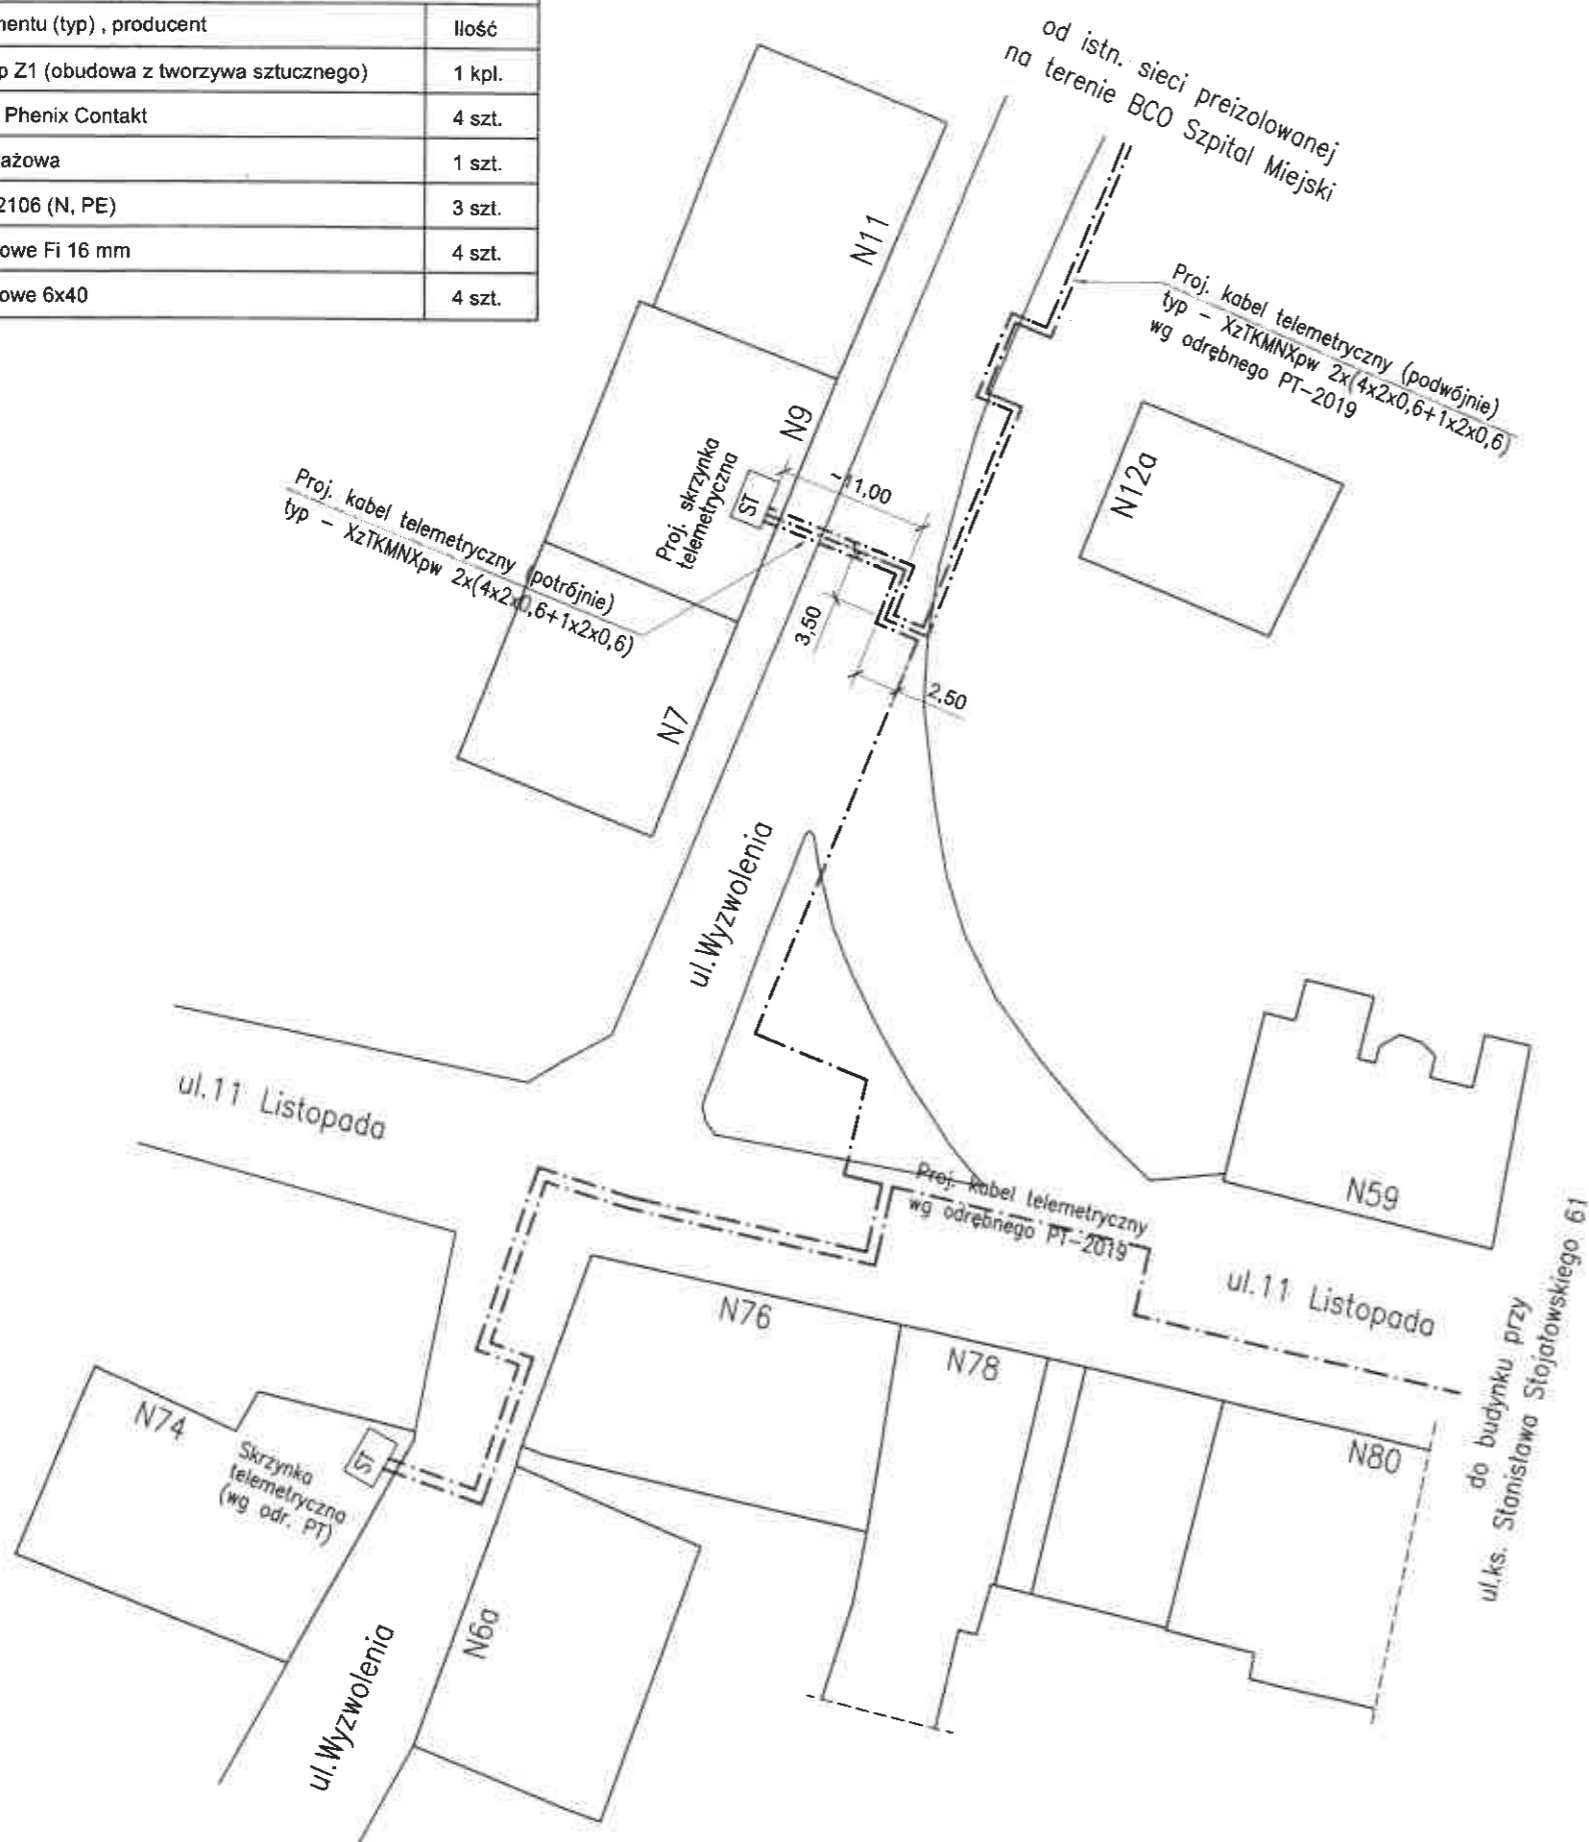 mentu (typ) , producent Ilość
p Z1 (obudowa z tworzywa sztucznego) 1 kpl.
Phenix Contakt 4 szt.
ażowa 1 szt.
2106 (N, PE) 3 szt.
owe Fi 16 mm 4 szt.
owe 6x40 4 szt.
od istn. sieci preizolowanej
na terenie BCO Szpital Miejski
N11
Proj. kabel telemetryczny (podwójnie)
typ – XzTKMNXpw 2x(4x2x0,6+1x2x0,6)
wg odrębnego PT–2019
N9
N12a
Proj. skrzynka
telemetryczna
ST
~11,00
Proj. kabel telemetryczny (potrójnie)
typ – XzTKMNXpw 2x(4x2x0,6+1x2x0,6)
3,50
2,50
N7
ul.Wyzwolenia
ul.11 Listopada
Proj. kabel telemetryczny
wg odrębnego PT–2019
N59
ul.11 Listopada
do budynku przy
ul.ks. Stanisława Stojałowskiego 61
N76
N78
N80
N74
Skrzynka
telemetryczna
(wg odr. PT)
ST
N6a
ul.Wyzwolenia